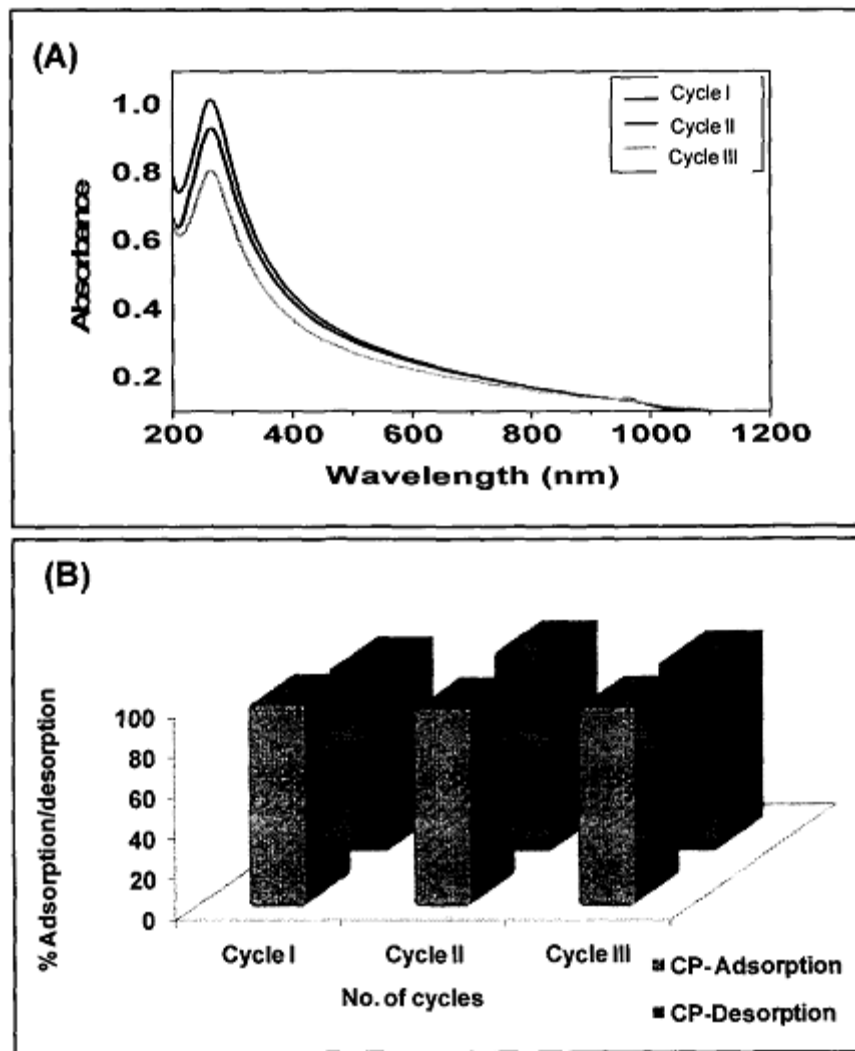 (A)
Cycle I
Cycle II
Cycle III
1.0
0.8
0.6
0.4
0.2
Absorbance
200 400 600 800 1000 1200
Wavelength (nm)
(B)
% Adsorption/desorption
100
80
60
40
20
0
Cycle I Cycle II Cycle III
No. of cycles
CP-Adsorption
CP-Desorption